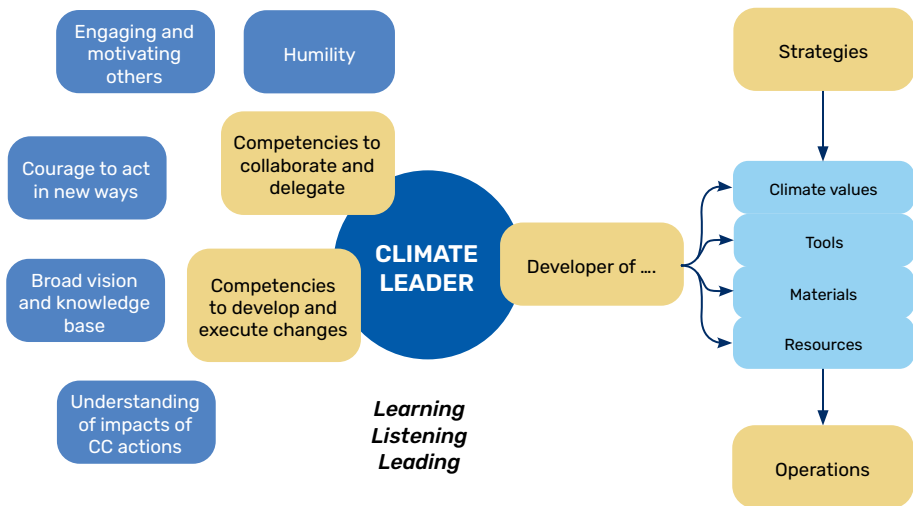 Engaging and
motivating
others
Humility
Courage to act
in new ways
Competencies to
collaborate and
delegate
Broad vision
and knowledge
base
Competencies
to develop and
execute changes
Understanding
of impacts of
CC actions
CLIMATE
LEADER
Learning
Listening
Leading
Developer of ....
Strategies
Climate values
Tools
Materials
Resources
Operations